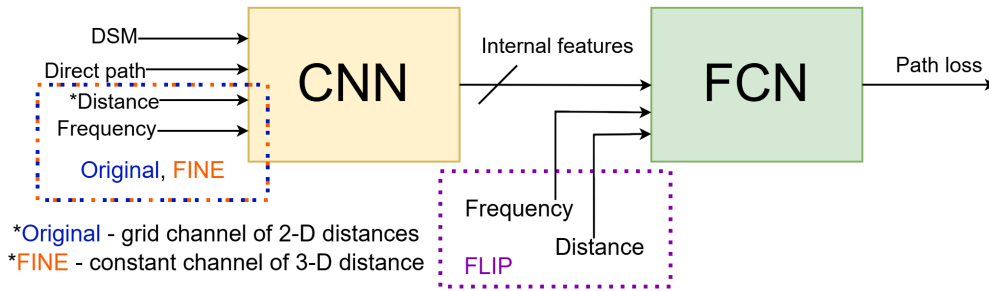 DSM
Direct path
*Distance
Frequency
Original, FINE
CNN
Internal features
FCN
Path loss
Frequency
Distance
FLIP
*Original - grid channel of 2-D distances
*FINE - constant channel of 3-D distance